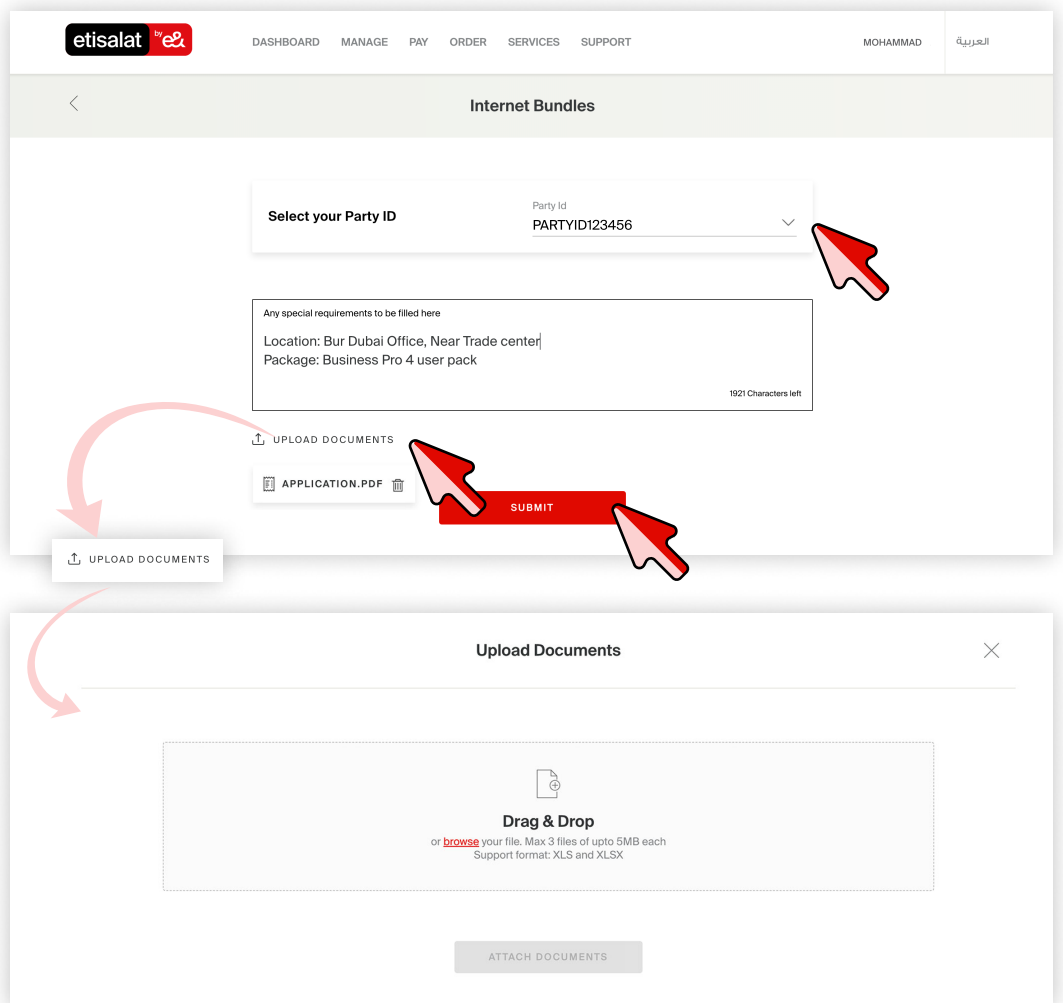 etisalat by e&
DASHBOARD MANAGE PAY ORDER SERVICES SUPPORT MOHAMMAD العربية
Internet Bundles
Select your Party ID
Party Id
PARTYID123456
Any special requirements to be filled here
Location: Bur Dubai Office, Near Trade center
Package: Business Pro 4 user pack
1921 Characters left
UPLOAD DOCUMENTS
APPLICATION.PDF
SUBMIT
UPLOAD DOCUMENTS
Upload Documents
Drag & Drop
or browse your file. Max 3 files of upto 5MB each
Support format: XLS and XLSX
ATTACH DOCUMENTS